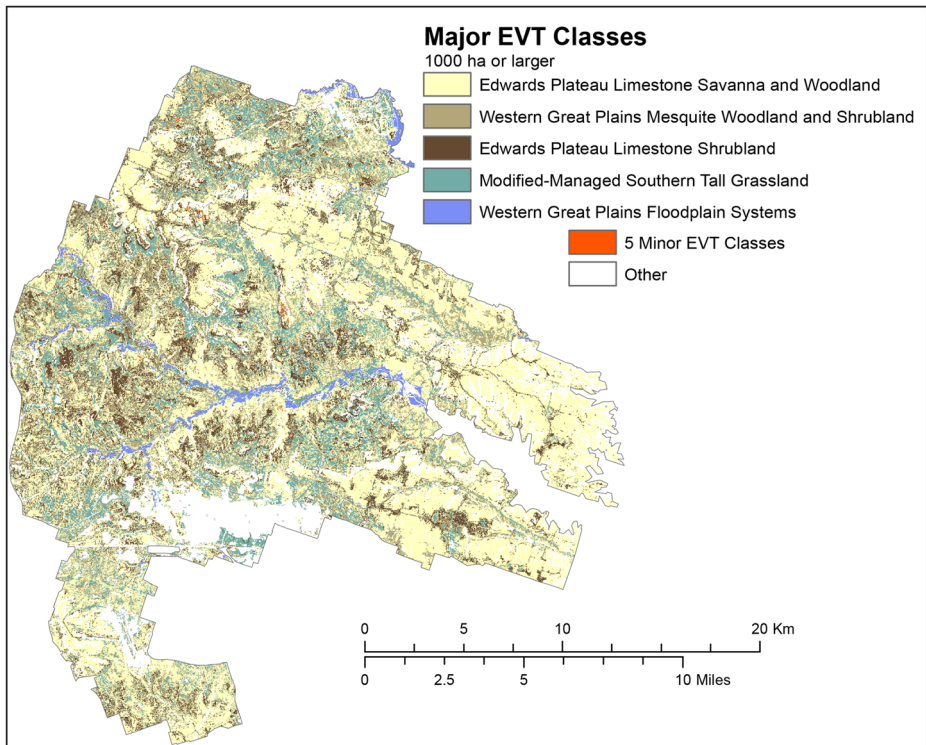 Major EVT Classes
1000 ha or larger
Edwards Plateau Limestone Savanna and Woodland
Western Great Plains Mesquite Woodland and Shrubland
Edwards Plateau Limestone Shrubland
Modified-Managed Southern Tall Grassland
Western Great Plains Floodplain Systems
5 Minor EVT Classes
Other
0 5 10 20 Km
0 2.5 5 10 Miles